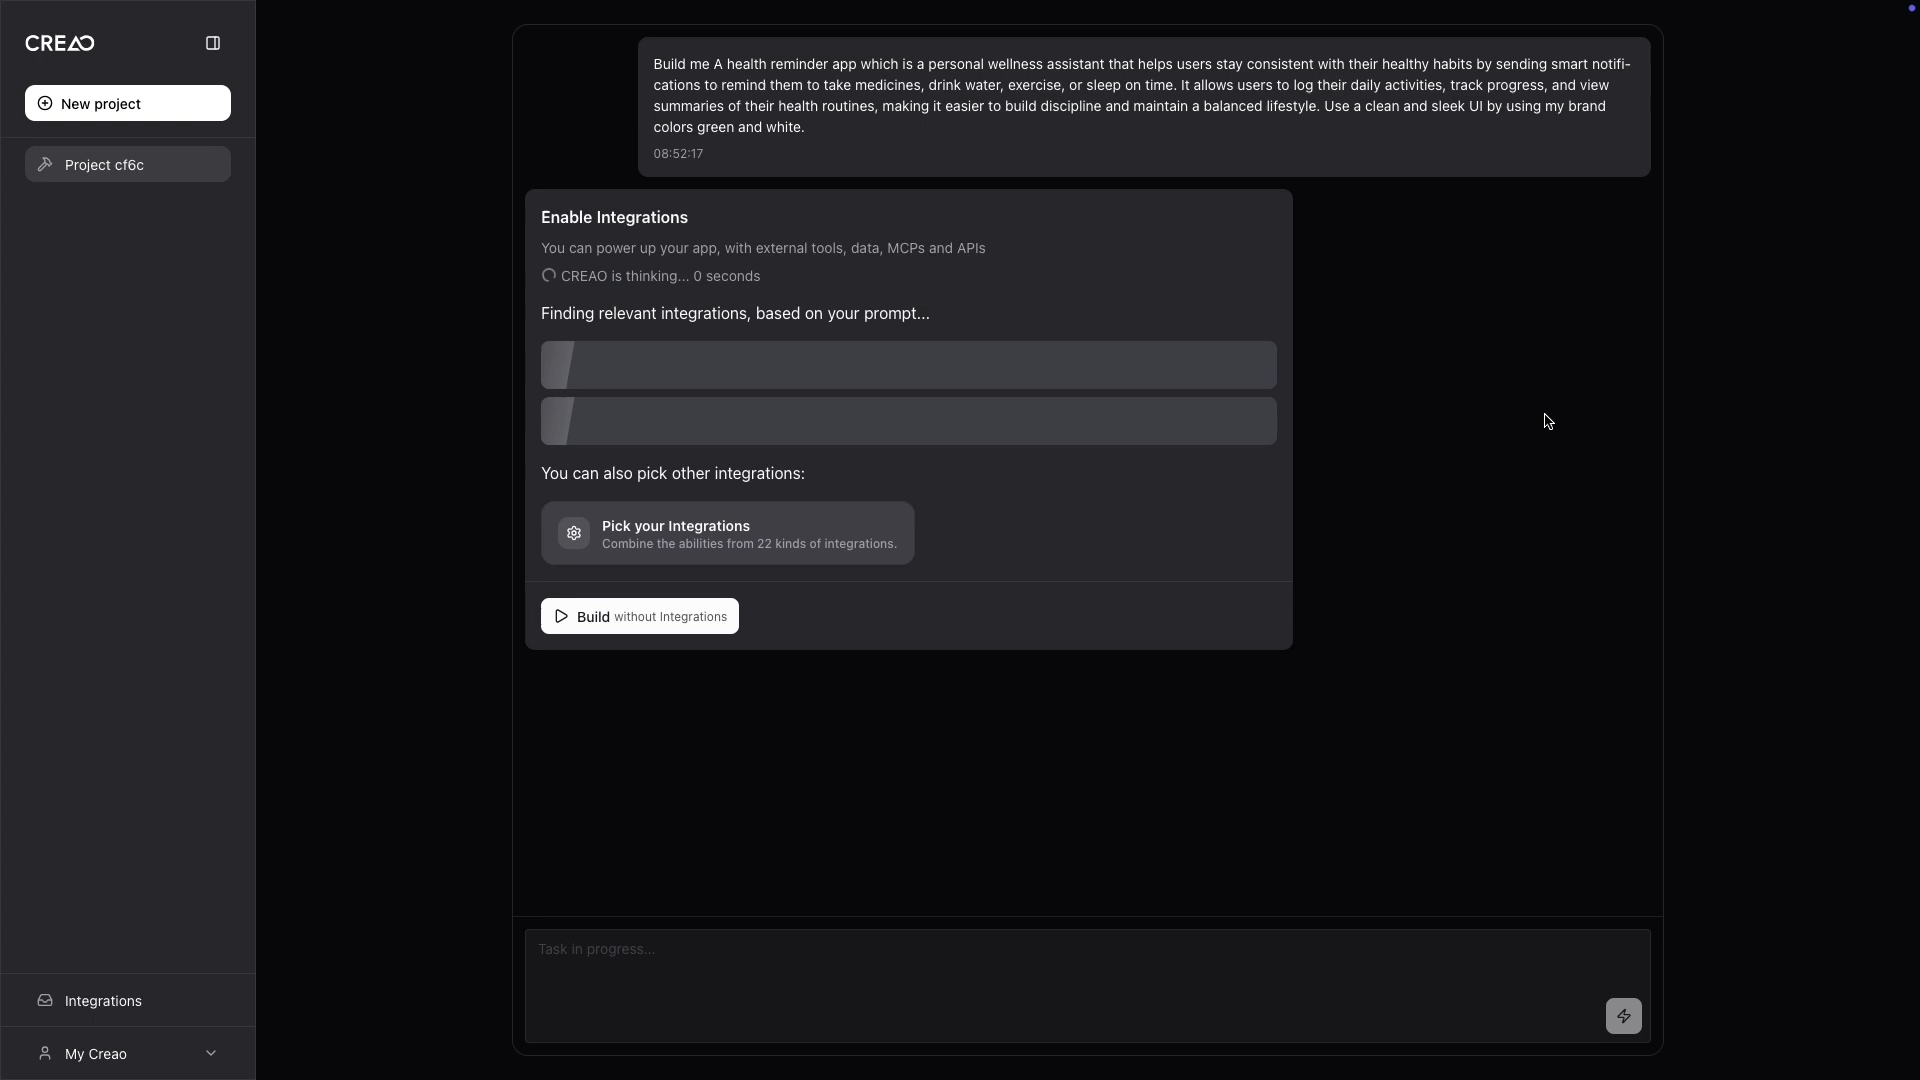 CREAO
New project
Project cf6c
Integrations
My Creao
Build me A health reminder app which is a personal wellness assistant that helps users stay consistent with their healthy habits by sending smart notifi-
cations to remind them to take medicines, drink water, exercise, or sleep on time. It allows users to log their daily activities, track progress, and view
summaries of their health routines, making it easier to build discipline and maintain a balanced lifestyle. Use a clean and sleek UI by using my brand
colors green and white.
08:52:17
Enable Integrations
You can power up your app, with external tools, data, MCPs and APIs
CREAO is thinking... 0 seconds
Finding relevant integrations, based on your prompt...
You can also pick other integrations:
Pick your Integrations
Combine the abilities from 22 kinds of integrations.
Build without Integrations
Task in progress...